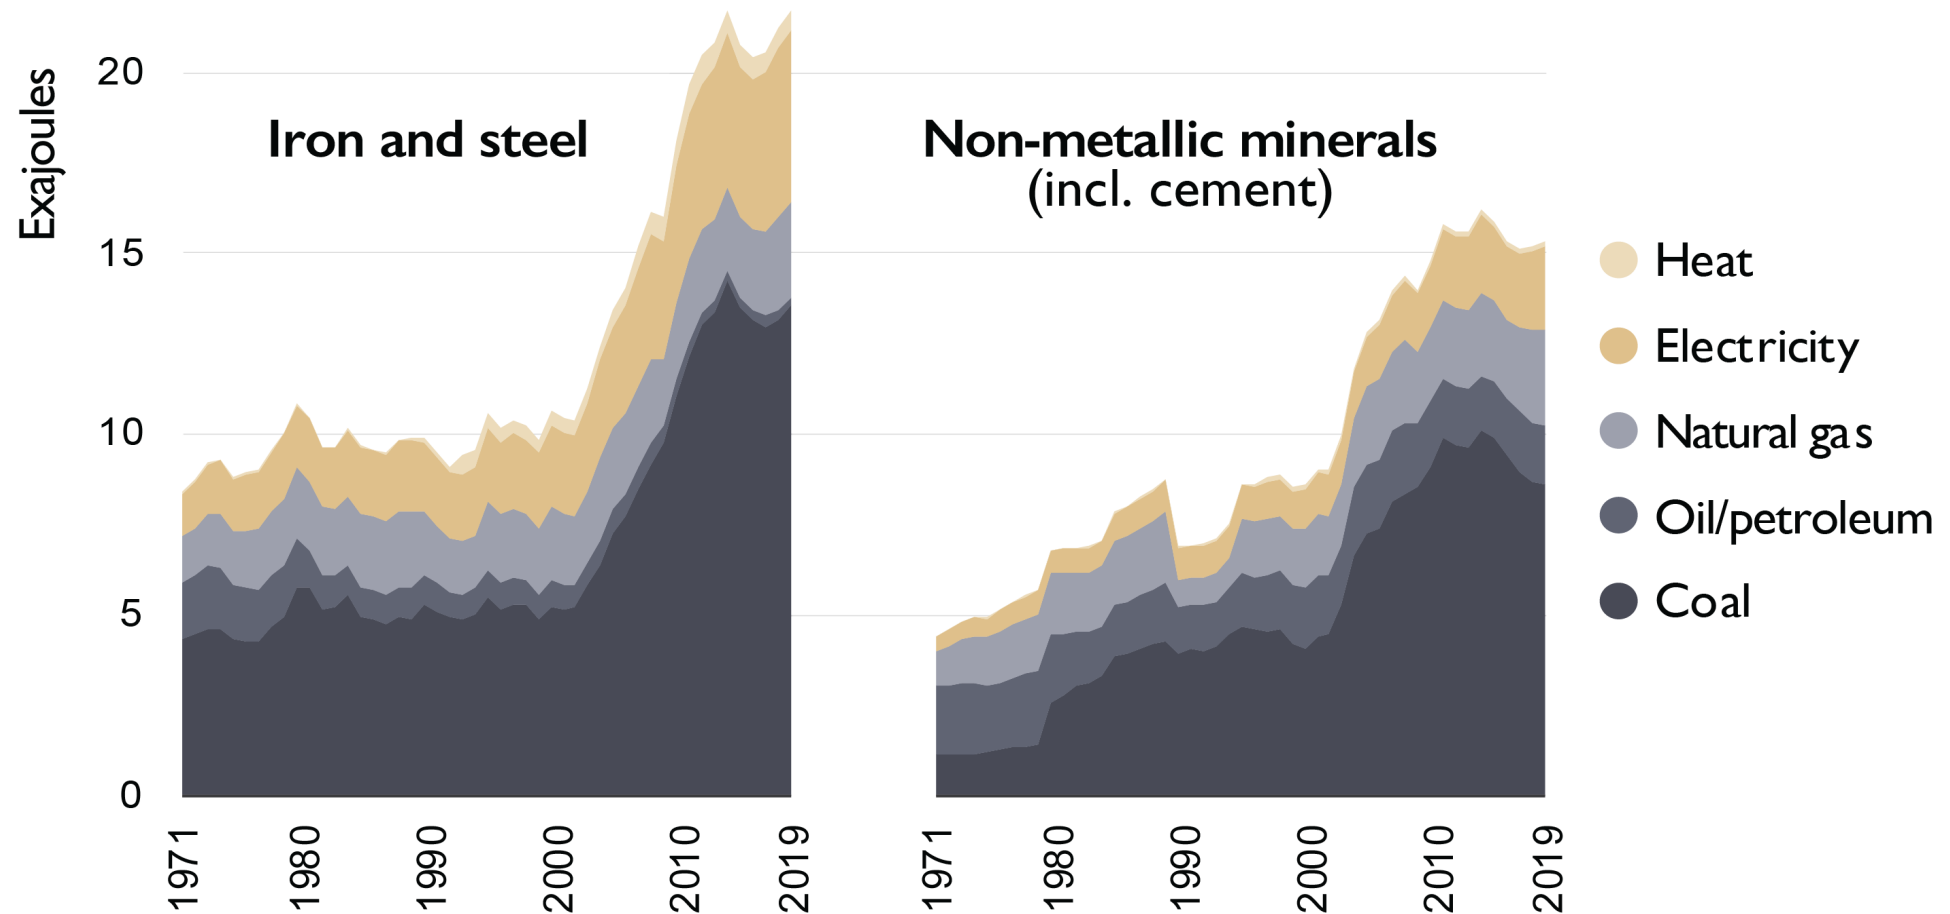 Exajoules
20
15
10
5
0
Iron and steel
1971
1980
1990
2000
2010
2019
Non-metallic minerals
(incl. cement)
1971
1980
1990
2000
2010
2019
Heat
Electricity
Natural gas
Oil/petroleum
Coal